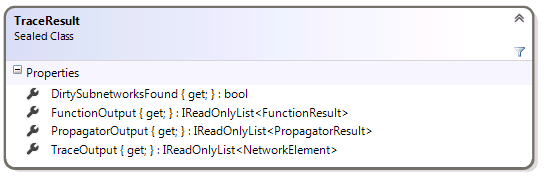 TraceResult
Sealed Class
Properties
DirtySubnetworksFound { get; } : bool
FunctionOutput { get; } : IReadOnlyList<FunctionResult>
PropagatorOutput { get; } : IReadOnlyList<PropagatorResult>
TraceOutput { get; } : IReadOnlyList<NetworkElement>